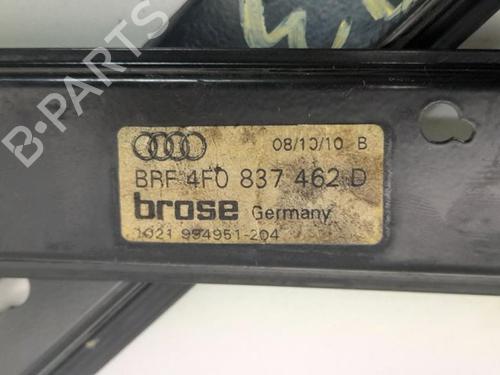 08/10/10 B
BRF 4F0 837 462 D
brose Germany
1021 994951-204
B-PARTS